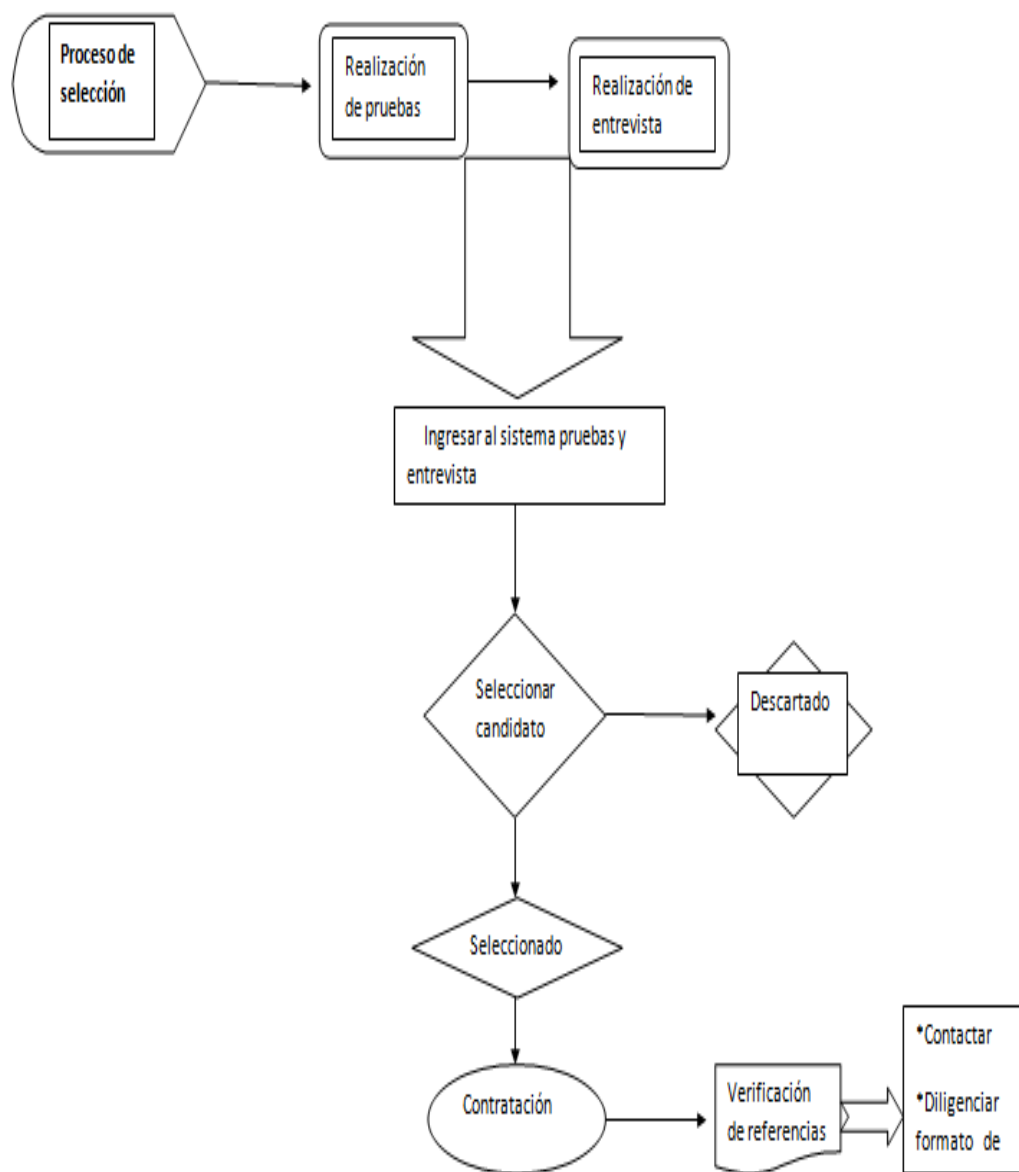 Proceso de
selección
Realización
de pruebas
Realización de
entrevista
Ingresar al sistema pruebas y
entrevista
Seleccionar
candidato
Descartado
Seleccionado
Contratación
Verificación
de referencias
*Contactar
*Diligenciar
formato de